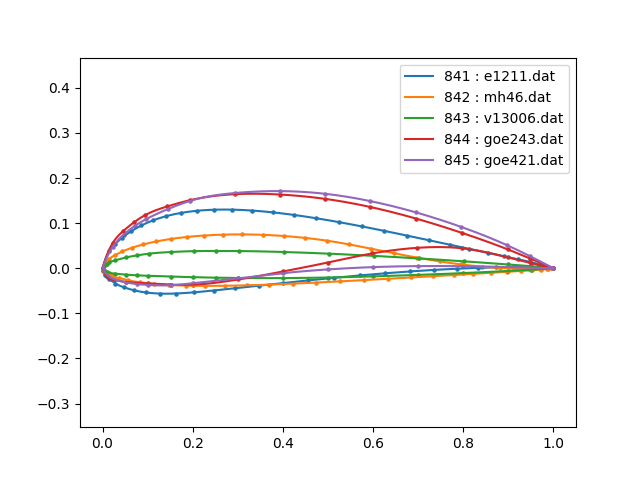 841 : e1211.dat
842 : mh46.dat
843 : v13006.dat
844 : goe243.dat
845 : goe421.dat
0.4
0.3
0.2
0.1
0.0
−0.1
−0.2
−0.3
0.0 0.2 0.4 0.6 0.8 1.0